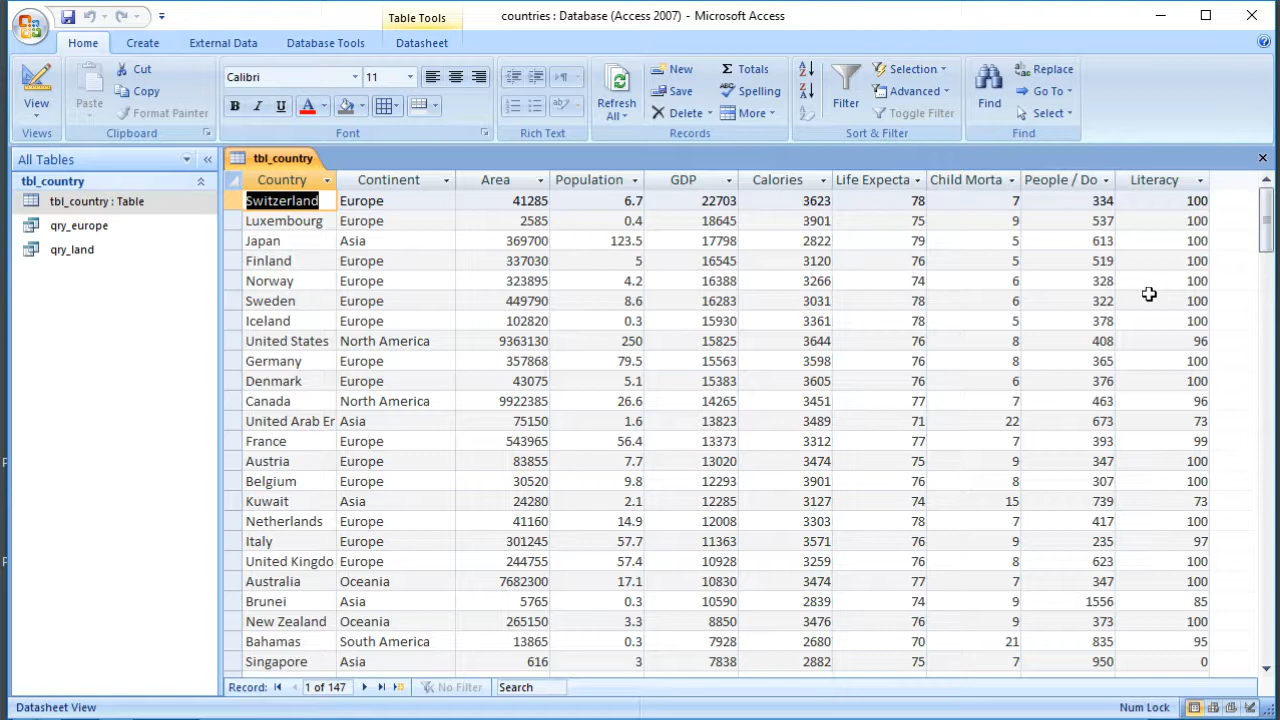 Table Tools
countries : Database (Access 2007) - Microsoft Access
Home Create External Data Database Tools Datasheet
View
Views
Paste
Cut
Copy
Format Painter
Clipboard
Calibri 11
B I U A
Font
Rich Text
Refresh
All
New
Save
Delete
Totals
Spelling
More
Records
Filter
Selection
Advanced
Toggle Filter
Sort & Filter
Find
Replace
Go To
Select
Find
All Tables
tbl_country
tbl_country : Table
qry_europe
qry_land
tbl_country
Country Continent Area Population GDP Calories Life Expecta Child Morta People / Do Literacy
Switzerland Europe 41285 6.7 22703 3623 78 7 334 100
Luxembourg Europe 2585 0.4 18645 3901 75 9 537 100
Japan Asia 369700 123.5 17798 2822 79 5 613 100
Finland Europe 337030 5 16545 3120 76 5 519 100
Norway Europe 323895 4.2 16388 3266 74 6 328 100
Sweden Europe 449790 8.6 16283 3031 78 6 322 100
Iceland Europe 102820 0.3 15930 3361 78 5 378 100
United States North America 9363130 250 15825 3644 76 8 408 96
Germany Europe 357868 79.5 15563 3598 76 8 365 100
Denmark Europe 43075 5.1 15383 3605 76 6 376 100
Canada North America 9922385 26.6 14265 3451 77 7 463 96
United Arab Er Asia 75150 1.6 13823 3489 71 22 673 73
France Europe 543965 56.4 13373 3312 77 7 393 99
Austria Europe 83855 7.7 13020 3474 75 9 347 100
Belgium Europe 30520 9.8 12293 3901 76 8 307 100
Kuwait Asia 24280 2.1 12285 3127 74 15 739 73
Netherlands Europe 41160 14.9 12008 3303 78 7 417 100
Italy Europe 301245 57.7 11363 3571 76 9 235 97
United Kingdo Europe 244755 57.4 10928 3259 76 8 623 100
Australia Oceania 7682300 17.1 10830 3474 77 7 347 100
Brunei Asia 5765 0.3 10590 2839 74 9 1556 85
New Zealand Oceania 265150 3.3 8850 3476 76 9 373 100
Bahamas South America 13865 0.3 7928 2680 70 21 835 95
Singapore Asia 616 3 7838 2882 75 7 950 0
Record: 1 of 147 No Filter Search
Datasheet View Num Lock